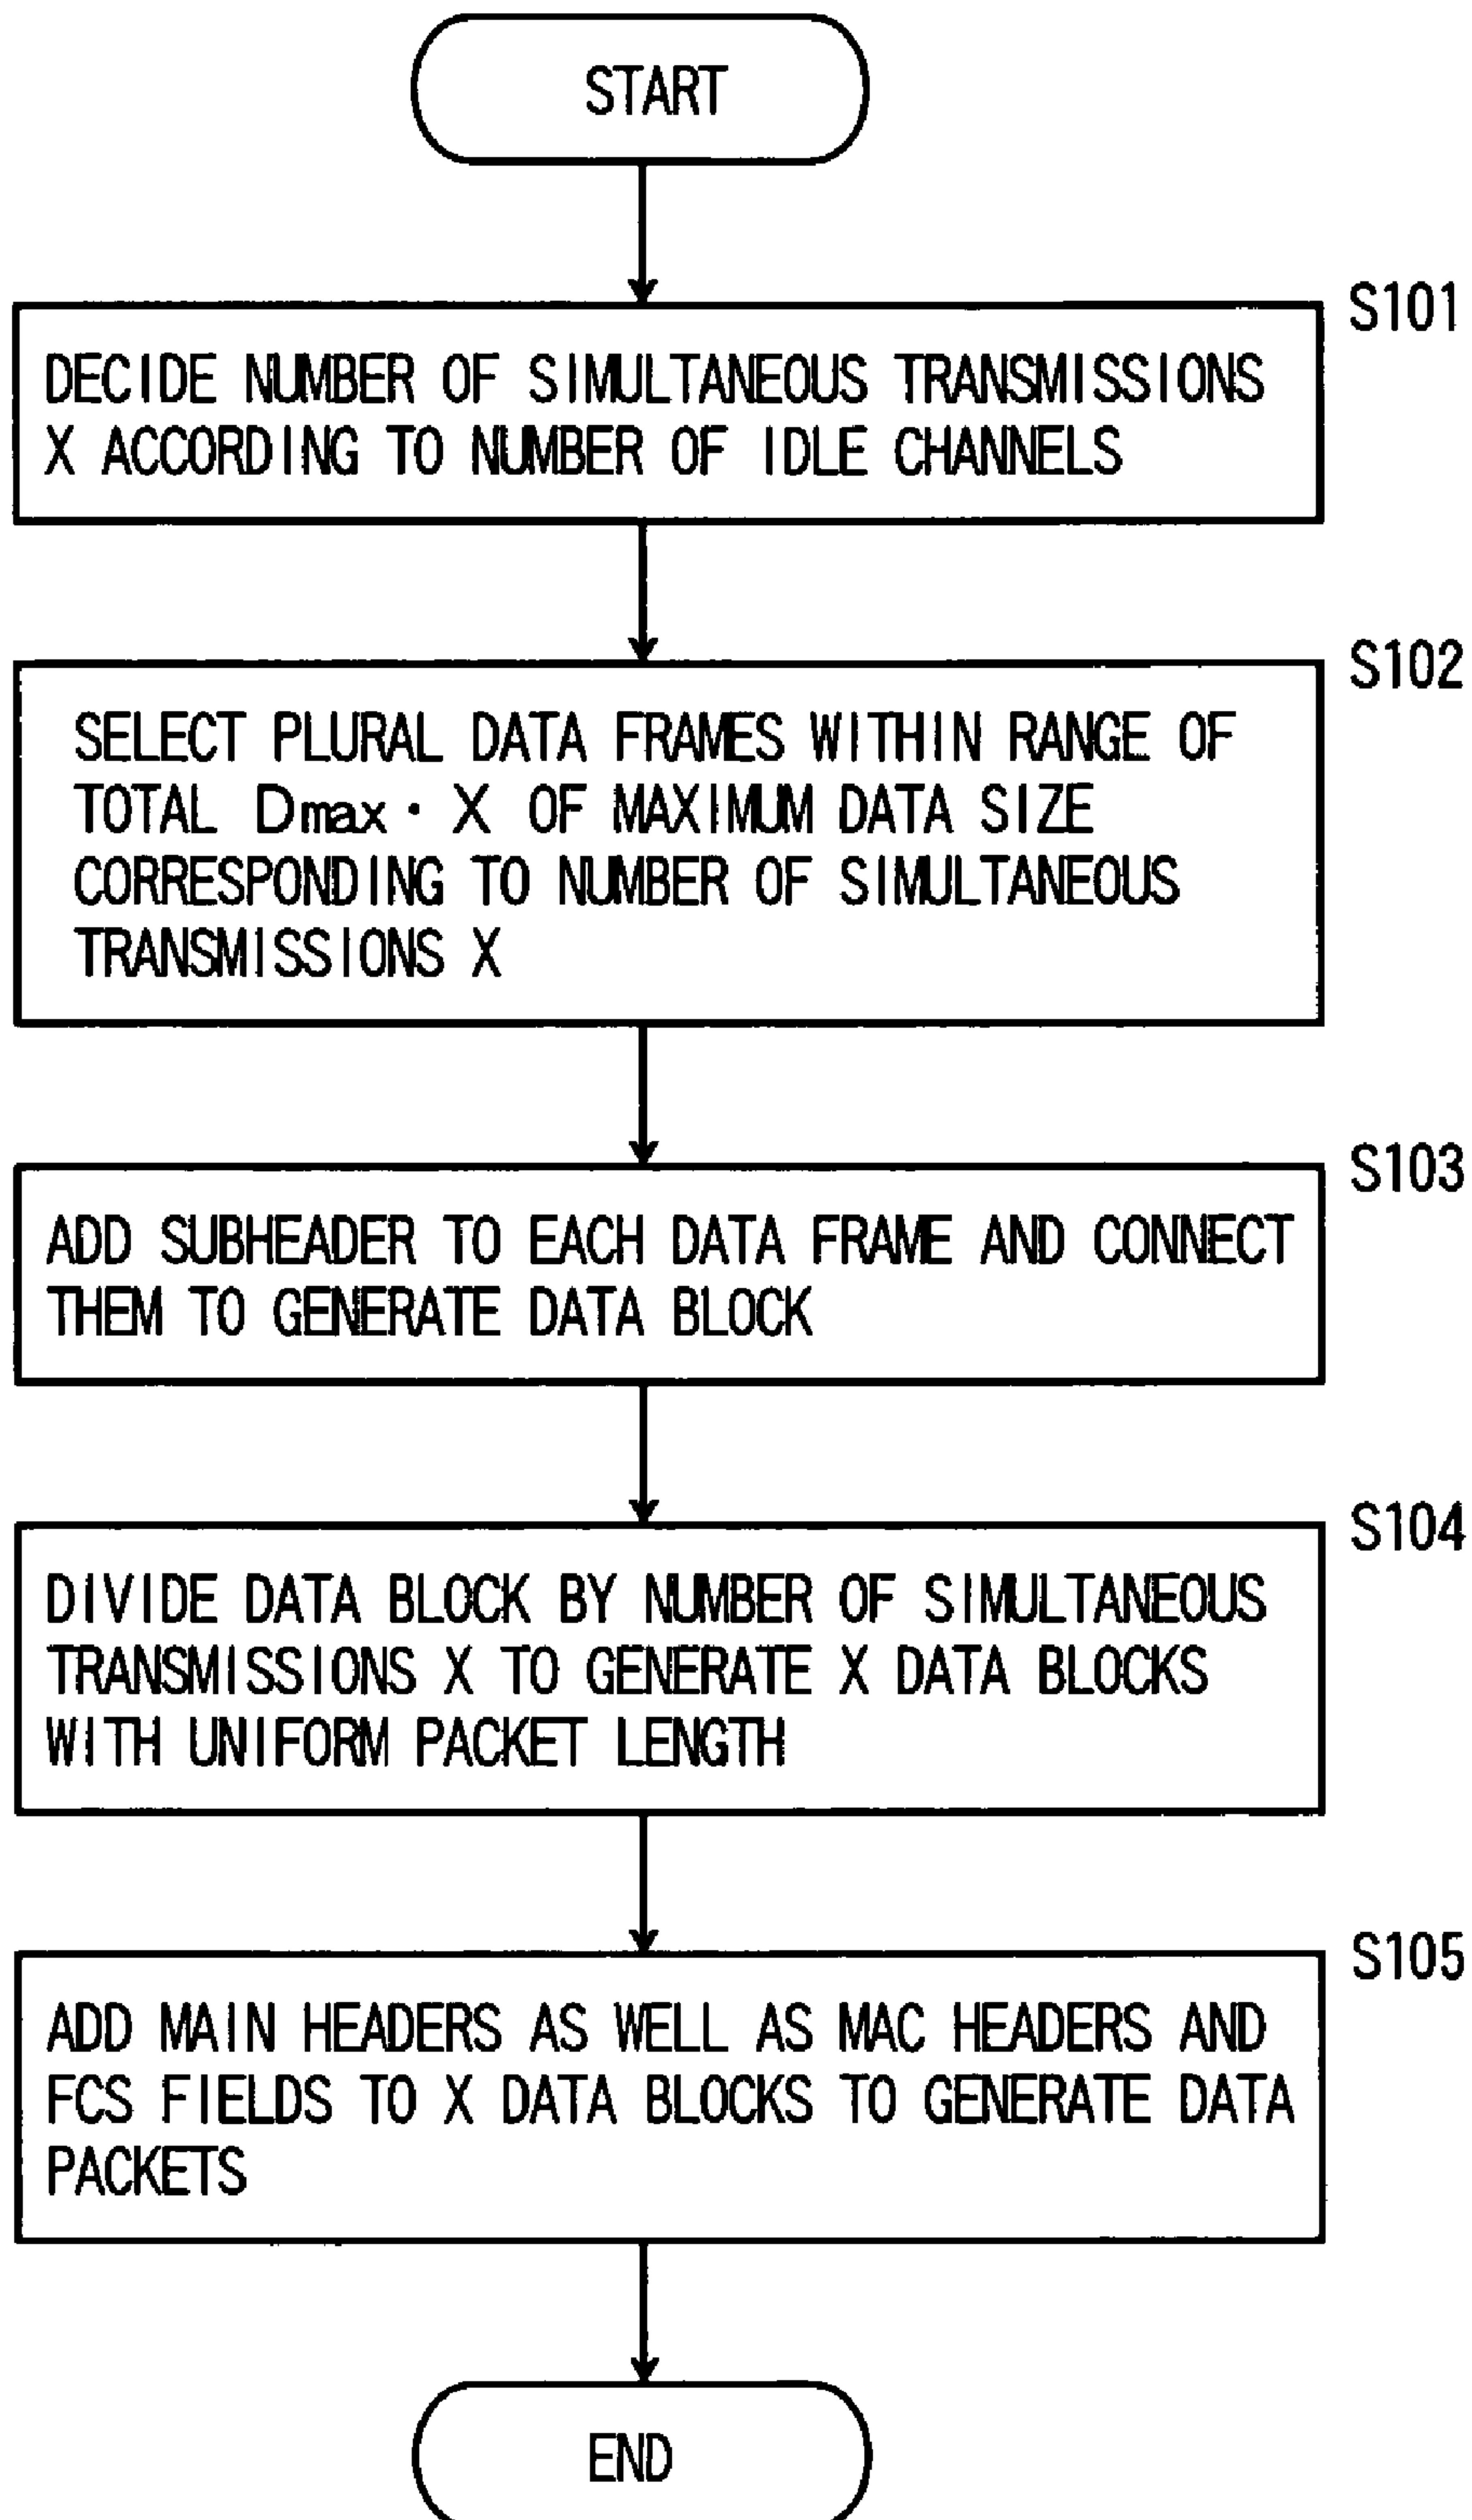 START
S101
DECIDE NUMBER OF SIMULTANEOUS TRANSMISSIONS
X ACCORDING TO NUMBER OF IDLE CHANNELS
S102
SELECT PLURAL DATA FRAMES WITHIN RANGE OF
TOTAL Dmax · X OF MAXIMUM DATA SIZE
CORRESPONDING TO NUMBER OF SIMULTANEOUS
TRANSMISSIONS X
S103
ADD SUBHEADER TO EACH DATA FRAME AND CONNECT
THEM TO GENERATE DATA BLOCK
S104
DIVIDE DATA BLOCK BY NUMBER OF SIMULTANEOUS
TRANSMISSIONS X TO GENERATE X DATA BLOCKS
WITH UNIFORM PACKET LENGTH
S105
ADD MAIN HEADERS AS WELL AS MAC HEADERS AND
FCS FIELDS TO X DATA BLOCKS TO GENERATE DATA
PACKETS
END